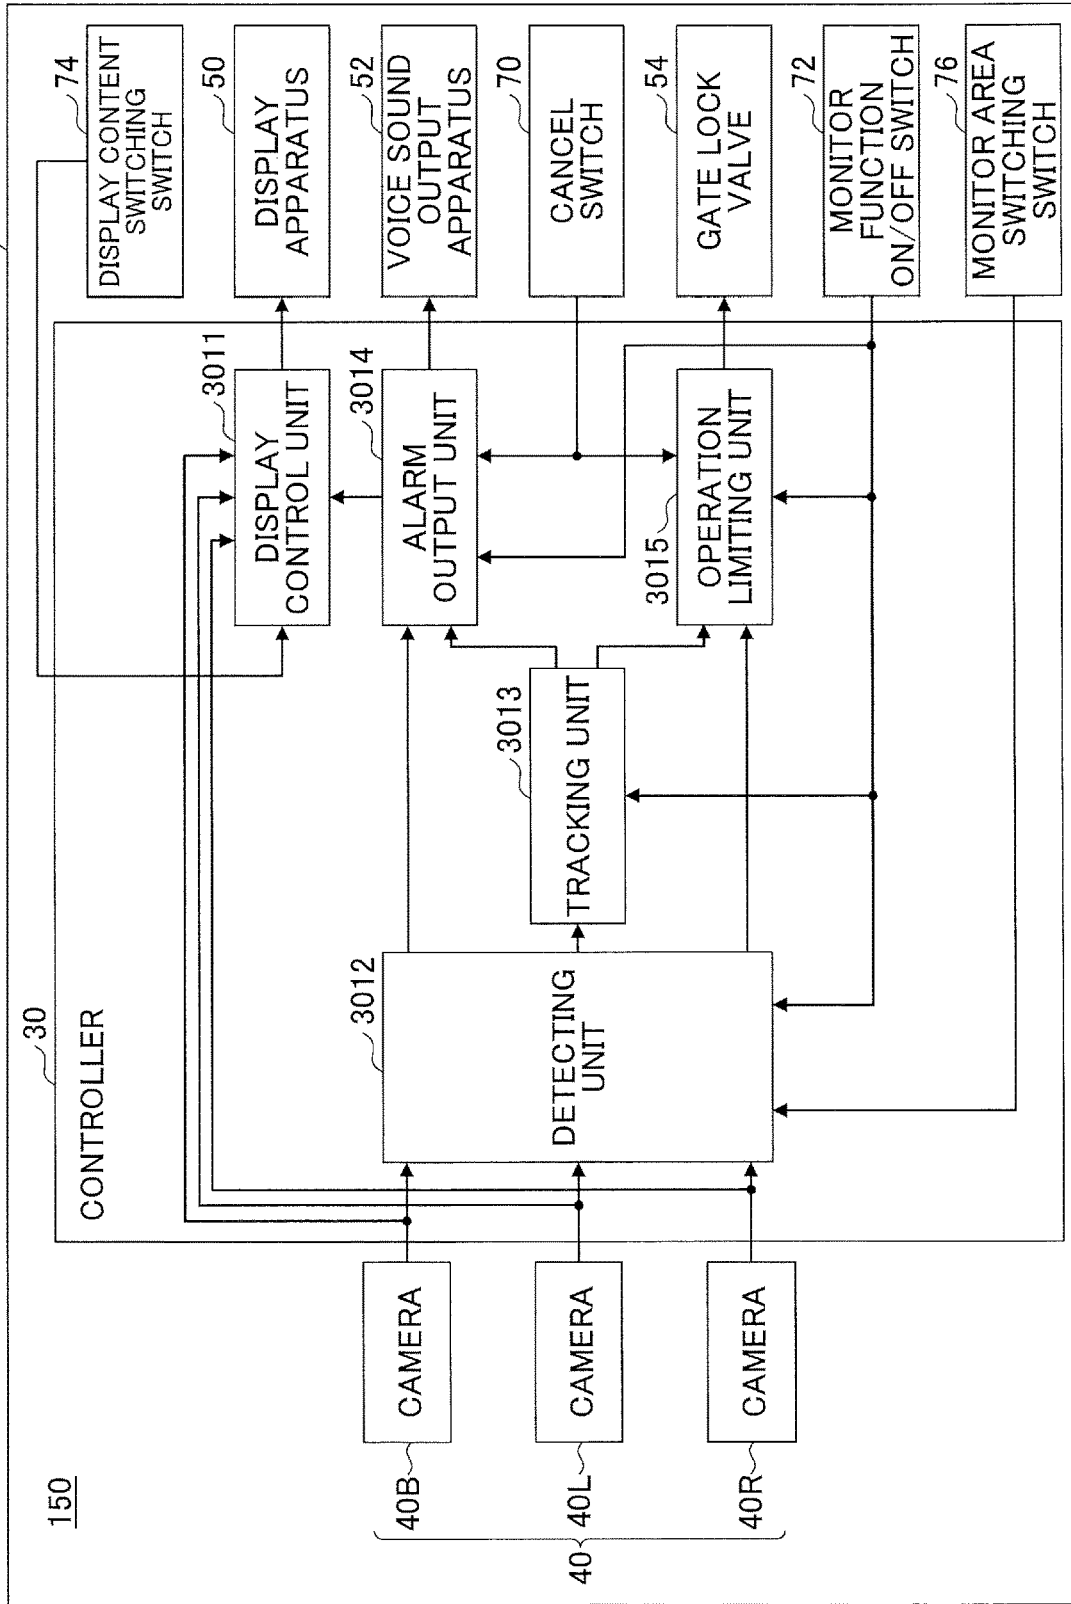 150
30
CONTROLLER
74
DISPLAY CONTENT
SWITCHING
SWITCH
3011
DISPLAY
CONTROL UNIT
50
DISPLAY
APPARATUS
40B
CAMERA
3012
DETECTING
UNIT
3014
ALARM
OUTPUT UNIT
52
VOICE SOUND
OUTPUT
APPARATUS
40
40L
CAMERA
3013
TRACKING UNIT
70
CANCEL
SWITCH
40R
CAMERA
3015
OPERATION
LIMITING UNIT
54
GATE LOCK
VALVE
72
MONITOR
FUNCTION
ON/OFF SWITCH
76
MONITOR AREA
SWITCHING
SWITCH